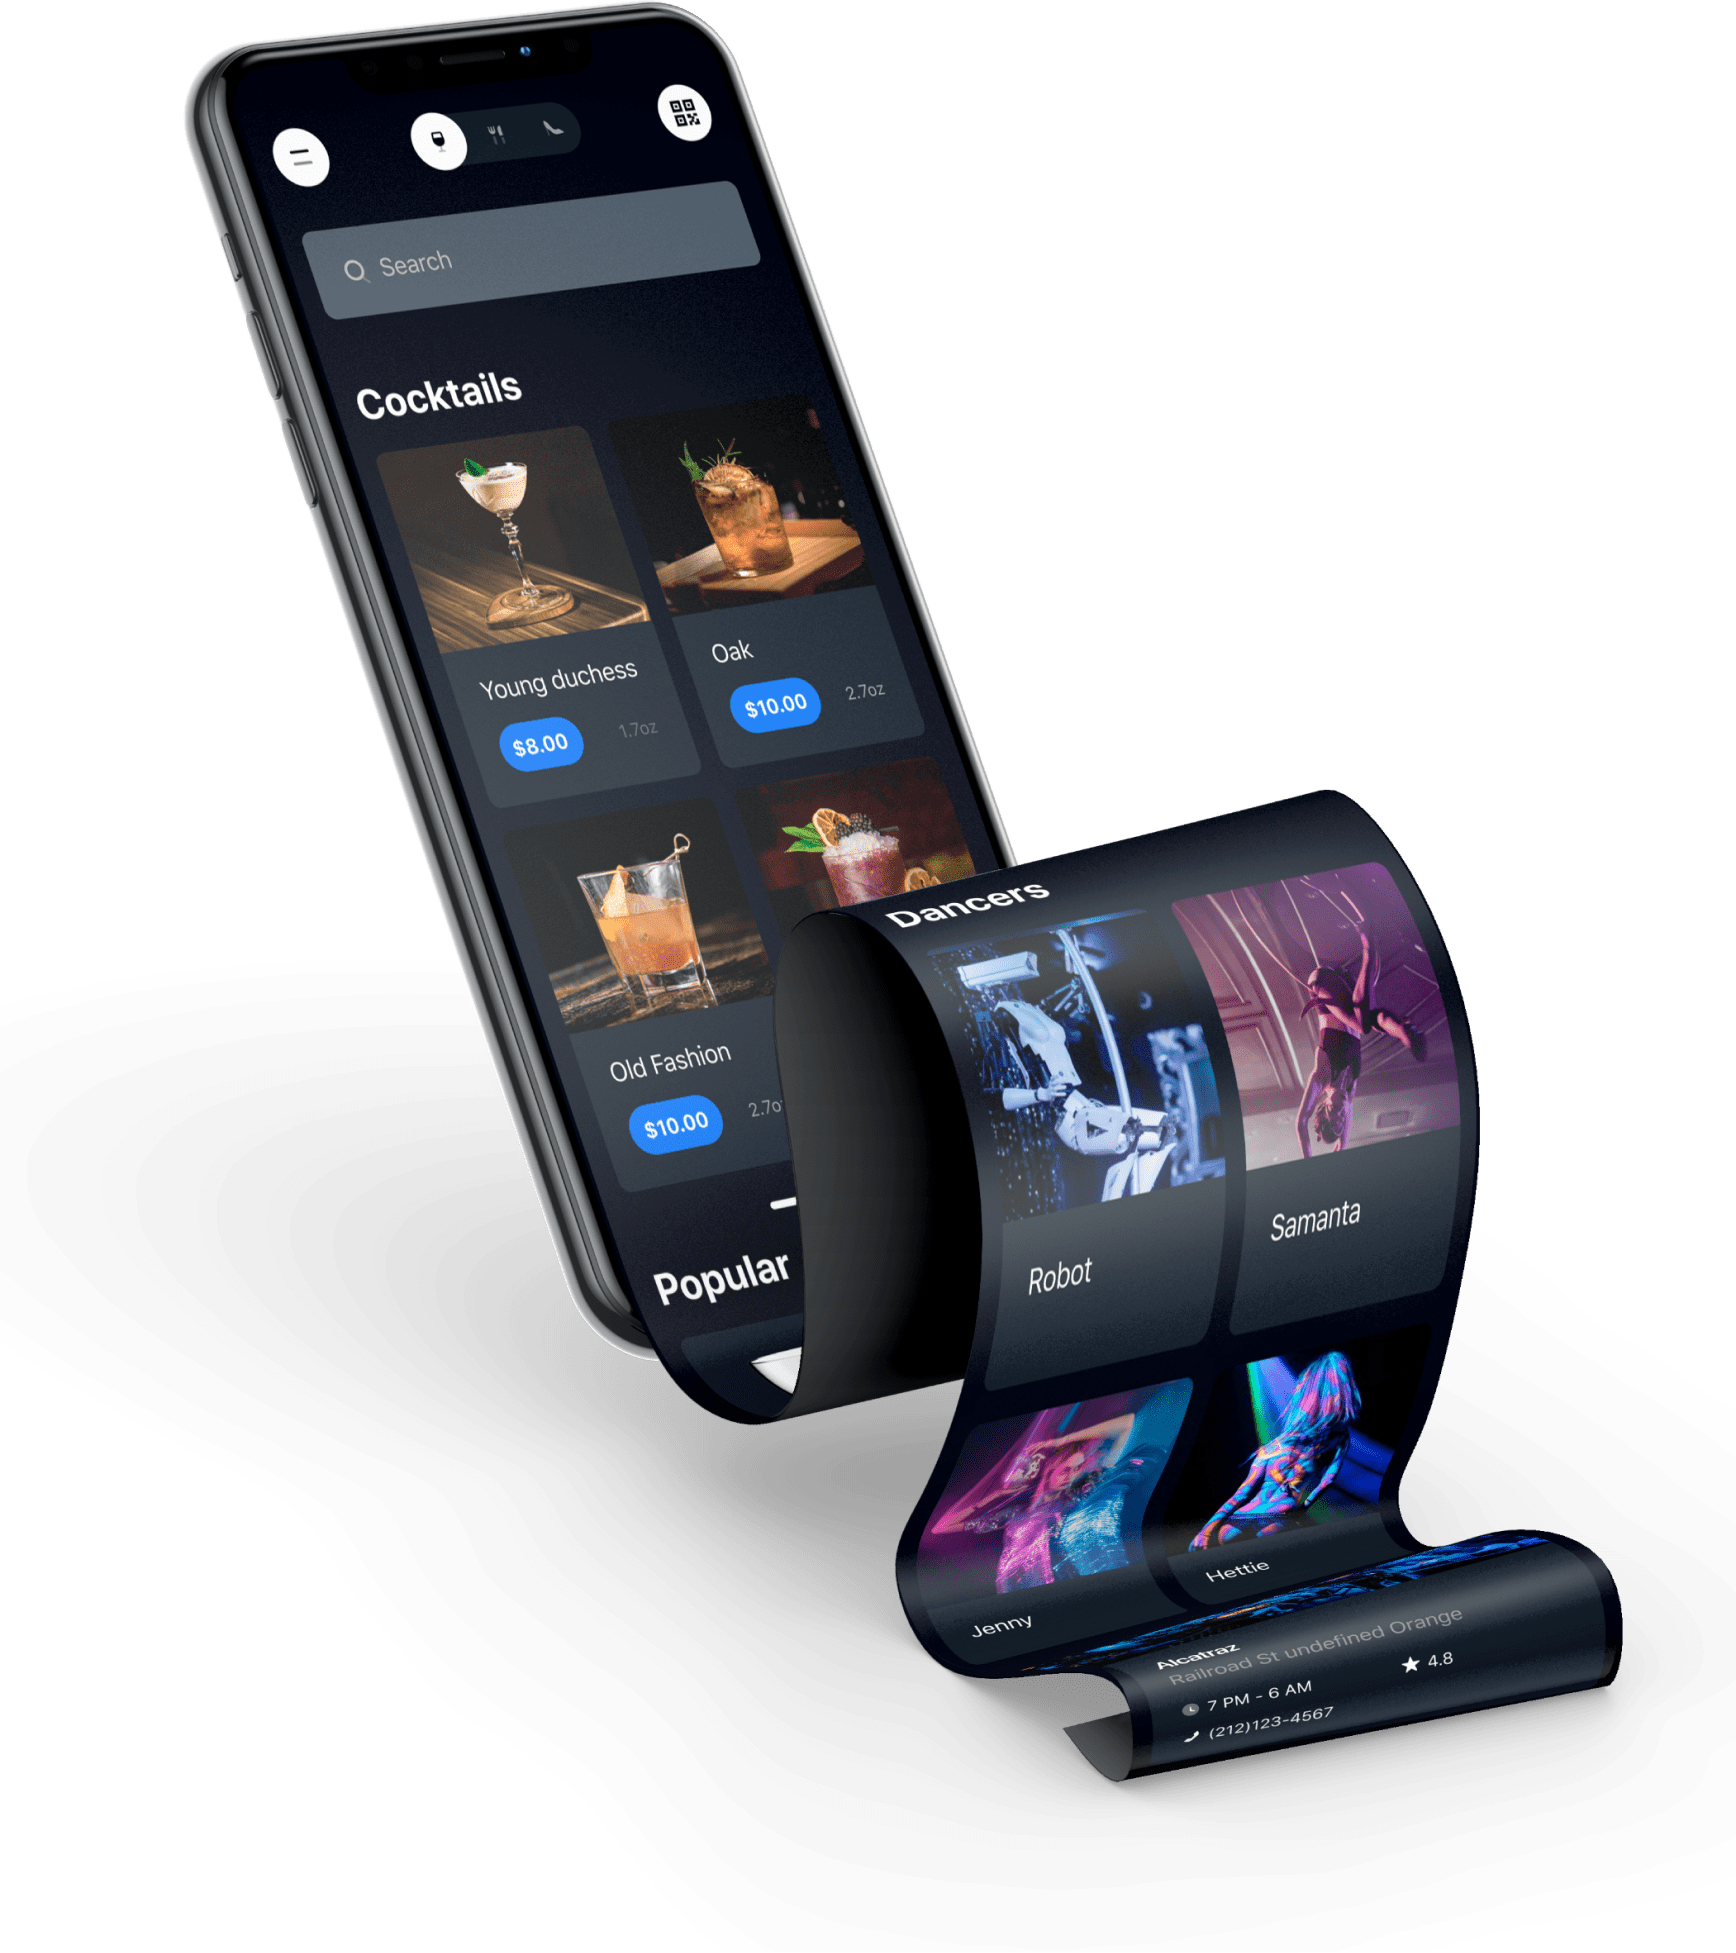 Search
Cocktails
Young duchess
$8.00
1.7oz
Oak
$10.00
2.7oz
Old Fashion
$10.00
Popular
Dancers
Robot
Samanta
Jenny
Hettie
Alcatraz
Railroad St undefined Orange
7 PM - 6 AM
4.8
(212)123-4567